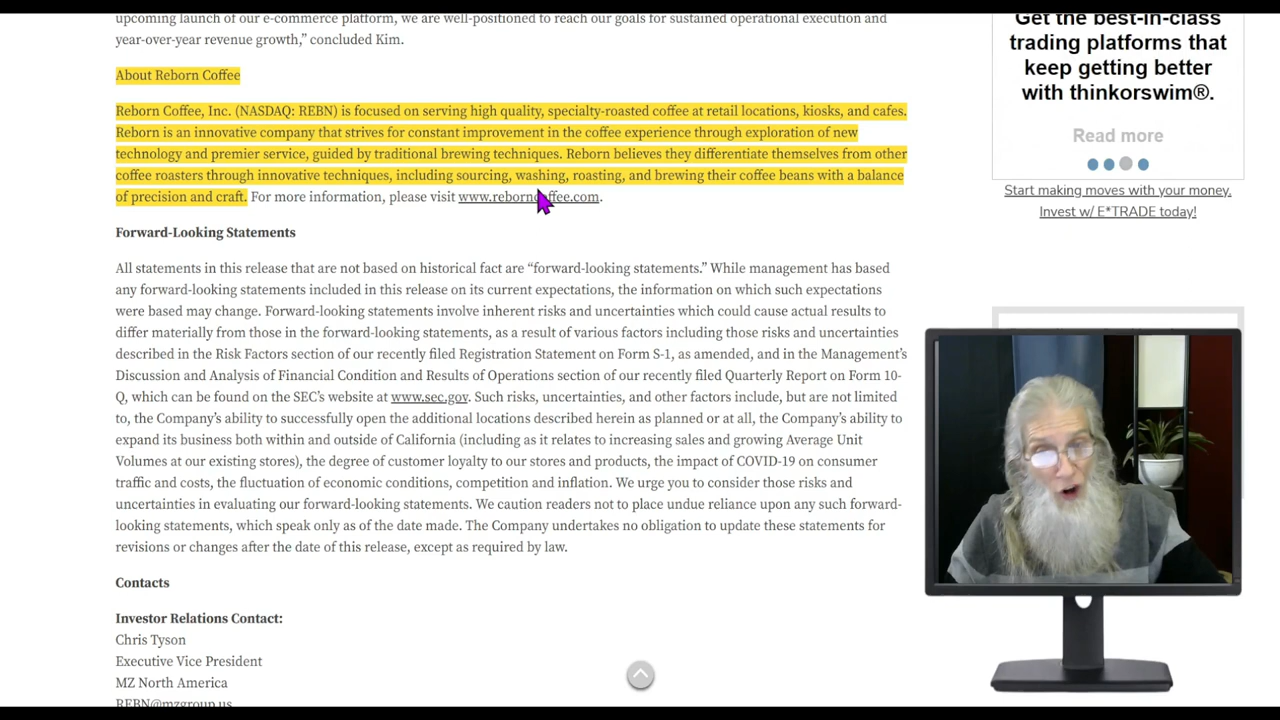 upcoming launch of our e-commerce platform, we are well-positioned to reach our goals for sustained operational execution and
year-over-year revenue growth,” concluded Kim.
About Reborn Coffee
Reborn Coffee, Inc. (NASDAQ: REBN) is focused on serving high quality, specialty-roasted coffee at retail locations, kiosks, and cafes.
Reborn is an innovative company that strives for constant improvement in the coffee experience through exploration of new
technology and premier service, guided by traditional brewing techniques. Reborn believes they differentiate themselves from other
coffee roasters through innovative techniques, including sourcing, washing, roasting, and brewing their coffee beans with a balance
of precision and craft. For more information, please visit www.reborncoffee.com.
Forward-Looking Statements
All statements in this release that are not based on historical fact are “forward-looking statements.” While management has based
any forward-looking statements included in this release on its current expectations, the information on which such expectations
were based may change. Forward-looking statements involve inherent risks and uncertainties which could cause actual results to
differ materially from those in the forward-looking statements, as a result of various factors including those risks and uncertainties
described in the Risk Factors section of our recently filed Registration Statement on Form S-1, as amended, and in the Management’s
Discussion and Analysis of Financial Condition and Results of Operations section of our recently filed Quarterly Report on Form 10-
Q, which can be found on the SEC’s website at www.sec.gov. Such risks, uncertainties, and other factors include, but are not limited
to, the Company’s ability to successfully open the additional locations described herein as planned or at all, the Company’s ability to
expand its business both within and outside of California (including as it relates to increasing sales and growing Average Unit
Volumes at our existing stores), the degree of customer loyalty to our stores and products, the impact of COVID-19 on consumer
traffic and costs, the fluctuation of economic conditions, competition and inflation. We urge you to consider those risks and
uncertainties in evaluating our forward-looking statements. We caution readers not to place undue reliance upon any such forward-
looking statements, which speak only as of the date made. The Company undertakes no obligation to update these statements for
revisions or changes after the date of this release, except as required by law.
Contacts
Investor Relations Contact:
Chris Tyson
Executive Vice President
MZ North America
REBN@mzgroup.us
Get the best-in-class
trading platforms that
keep getting better
with thinkorswim®.
Read more
Start making moves with your money.
Invest w/ E*TRADE today!